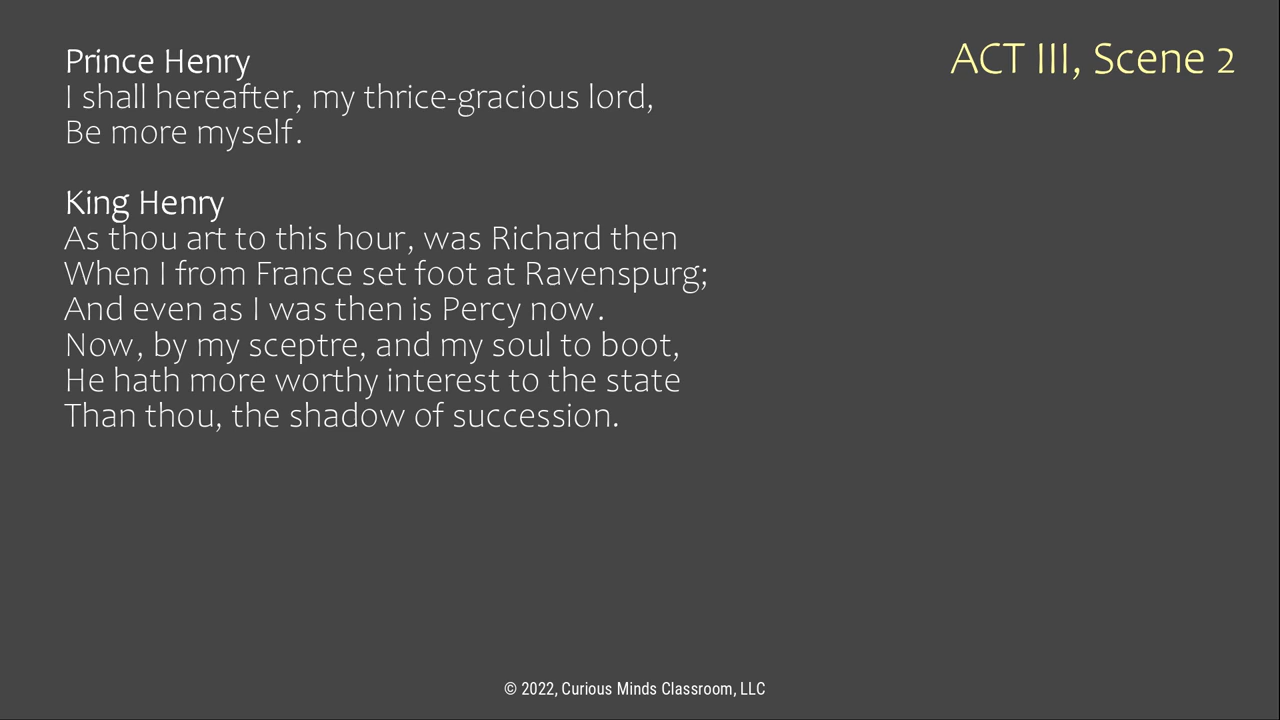 Prince Henry
ACT III, Scene 2
I shall hereafter, my thrice-gracious lord,
Be more myself.
King Henry
As thou art to this hour, was Richard then
When I from France set foot at Ravenspurg;
And even as I was then is Percy now.
Now, by my sceptre, and my soul to boot,
He hath more worthy interest to the state
Than thou, the shadow of succession.
© 2022, Curious Minds Classroom, LLC